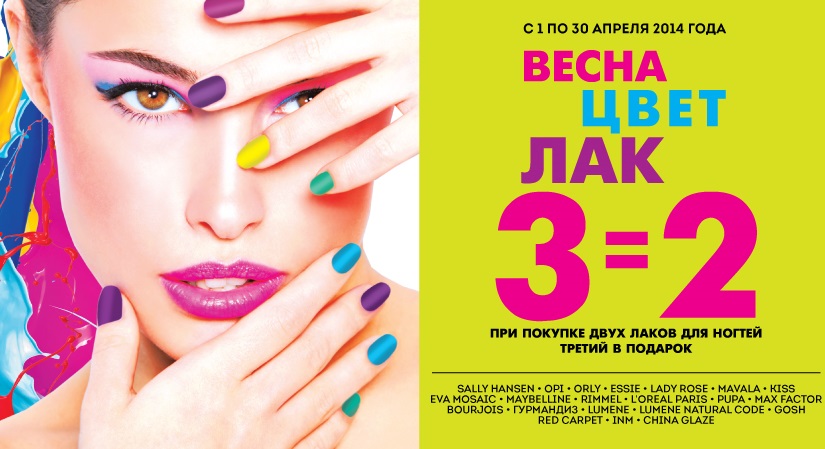 С 1 ПО 30 АПРЕЛЯ 2014 ГОДА
ВЕСНА
ЦВЕТ
ЛАК
3=2
ПРИ ПОКУПКЕ ДВУХ ЛАКОВ ДЛЯ НОГТЕЙ
ТРЕТИЙ В ПОДАРОК
SALLY HANSEN • OPI • ORLY • ESSIE • LADY ROSE • MAVALA • KISS
EVA MOSAIC • MAYBELLINE • RIMMEL • L'OREAL PARIS • PUPA • MAX FACTOR
BOURJOIS • ГУРМАНДИЗ • LUMENE • LUMENE NATURAL CODE • GOSH
RED CARPET • INM • CHINA GLAZE